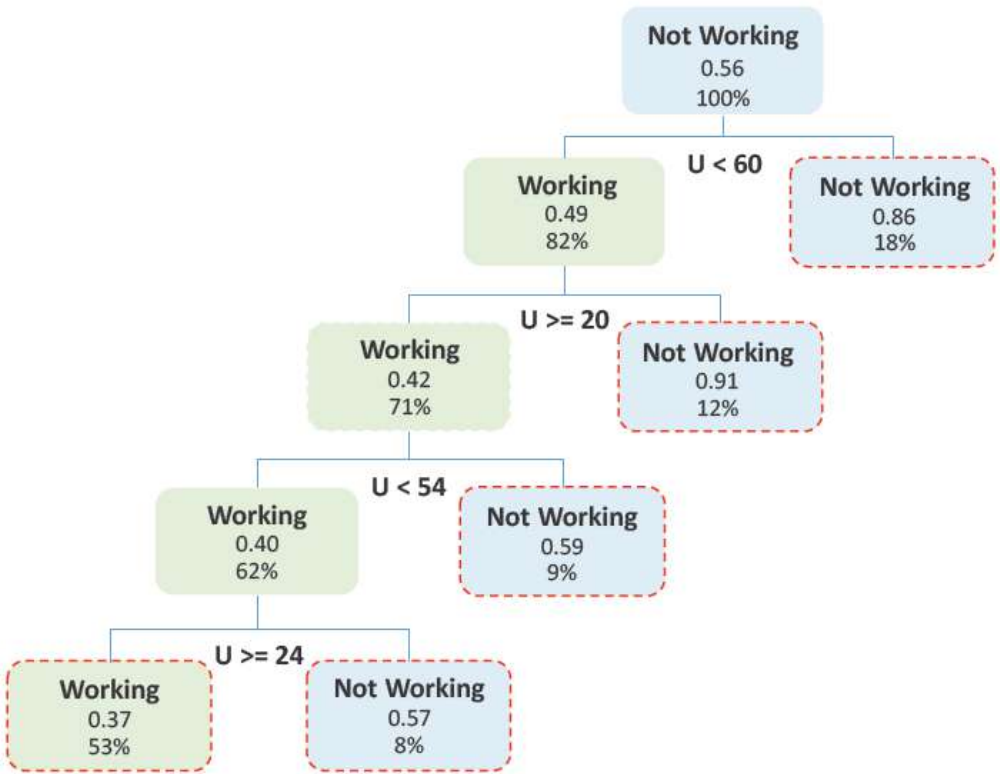 Not Working
0.56
100%
U < 60
Working
0.49
82%
Not Working
0.86
18%
U >= 20
Working
0.42
71%
Not Working
0.91
12%
U < 54
Working
0.40
62%
Not Working
0.59
9%
U >= 24
Working
0.37
53%
Not Working
0.57
8%